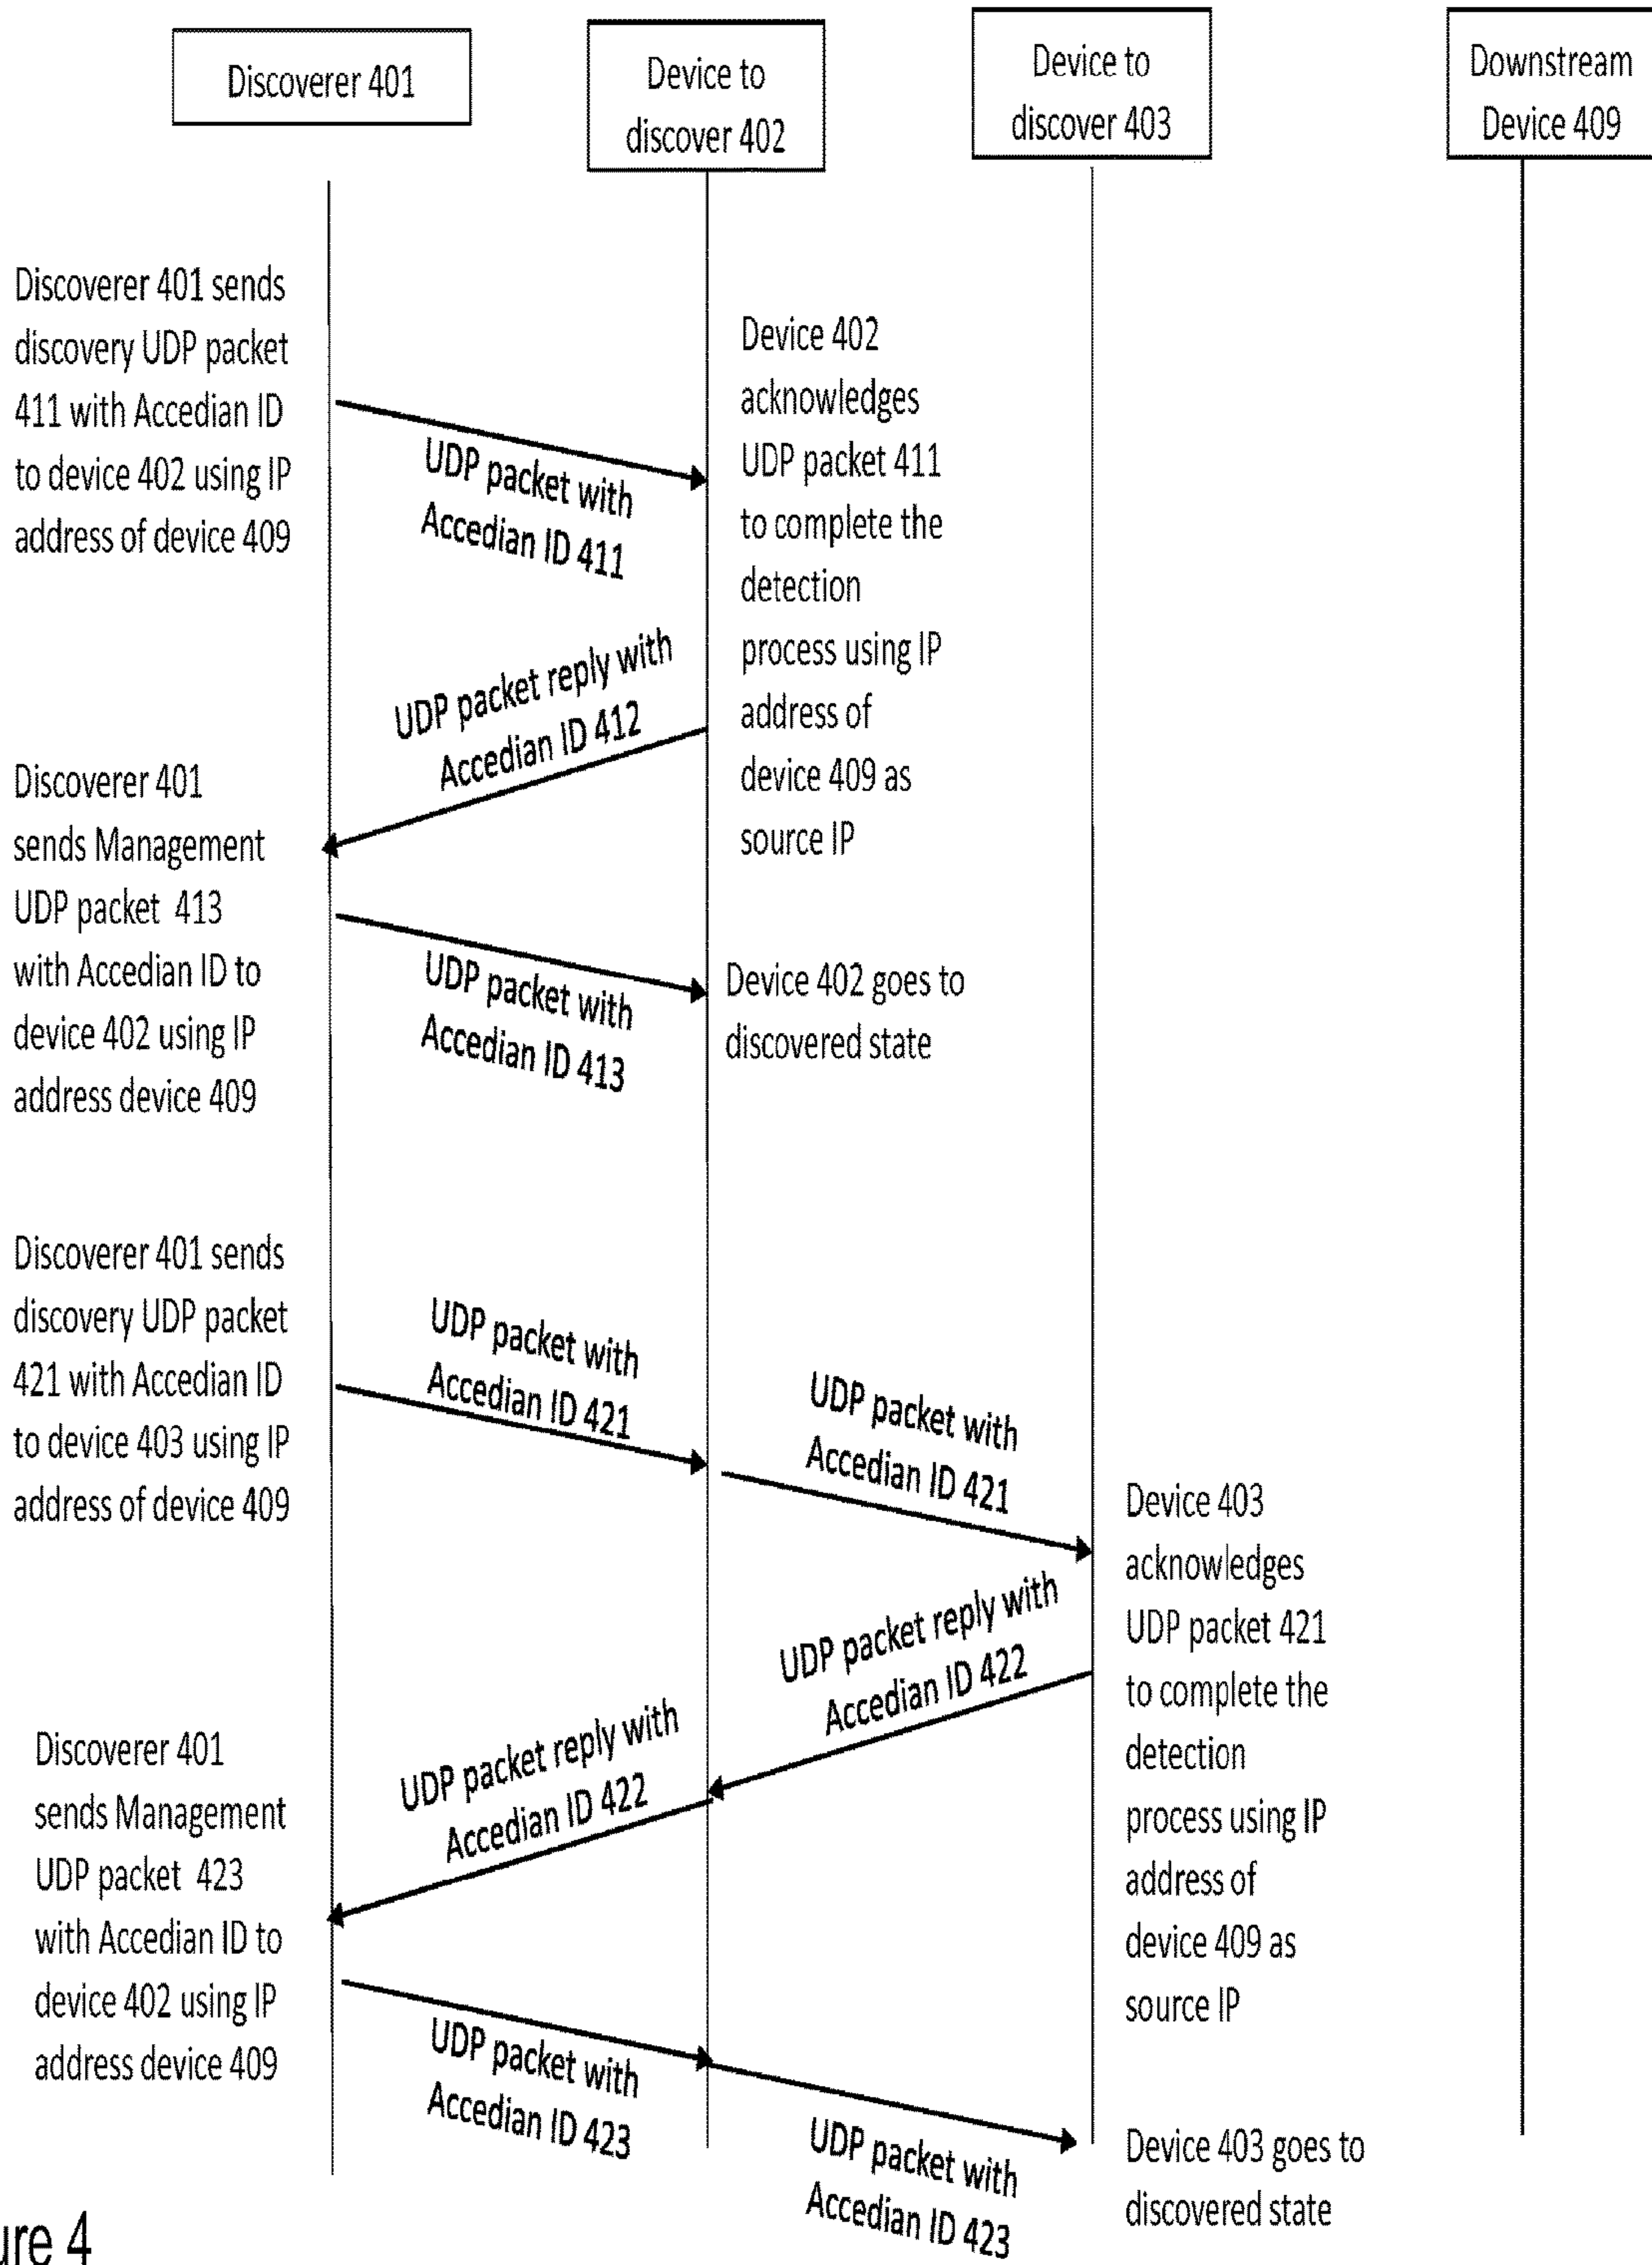 Discoverer 401
Device to
discover 402
Device to
discover 403
Downstream
Device 409
Discoverer 401 sends
discovery UDP packet
411 with Accedian ID
to device 402 using IP
address of device 409
UDP packet with
Accedian ID 411
Device 402
acknowledges
UDP packet 411
to complete the
detection
process using IP
address of
device 409 as
source IP
UDP packet reply with
Accedian ID 412
Discoverer 401
sends Management
UDP packet 413
with Accedian ID to
device 402 using IP
address device 409
UDP packet with
Accedian ID 413
Device 402 goes to
discovered state
Discoverer 401 sends
discovery UDP packet
421 with Accedian ID
to device 403 using IP
address of device 409
UDP packet with
Accedian ID 421
UDP packet with
Accedian ID 421
Device 403
acknowledges
UDP packet 421
to complete the
detection
process using IP
address of
device 409 as
source IP
UDP packet reply with
Accedian ID 422
UDP packet reply with
Accedian ID 422
Discoverer 401
sends Management
UDP packet 423
with Accedian ID to
device 402 using IP
address device 409
UDP packet with
Accedian ID 423
UDP packet with
Accedian ID 423
Device 403 goes to
discovered state
ure 4